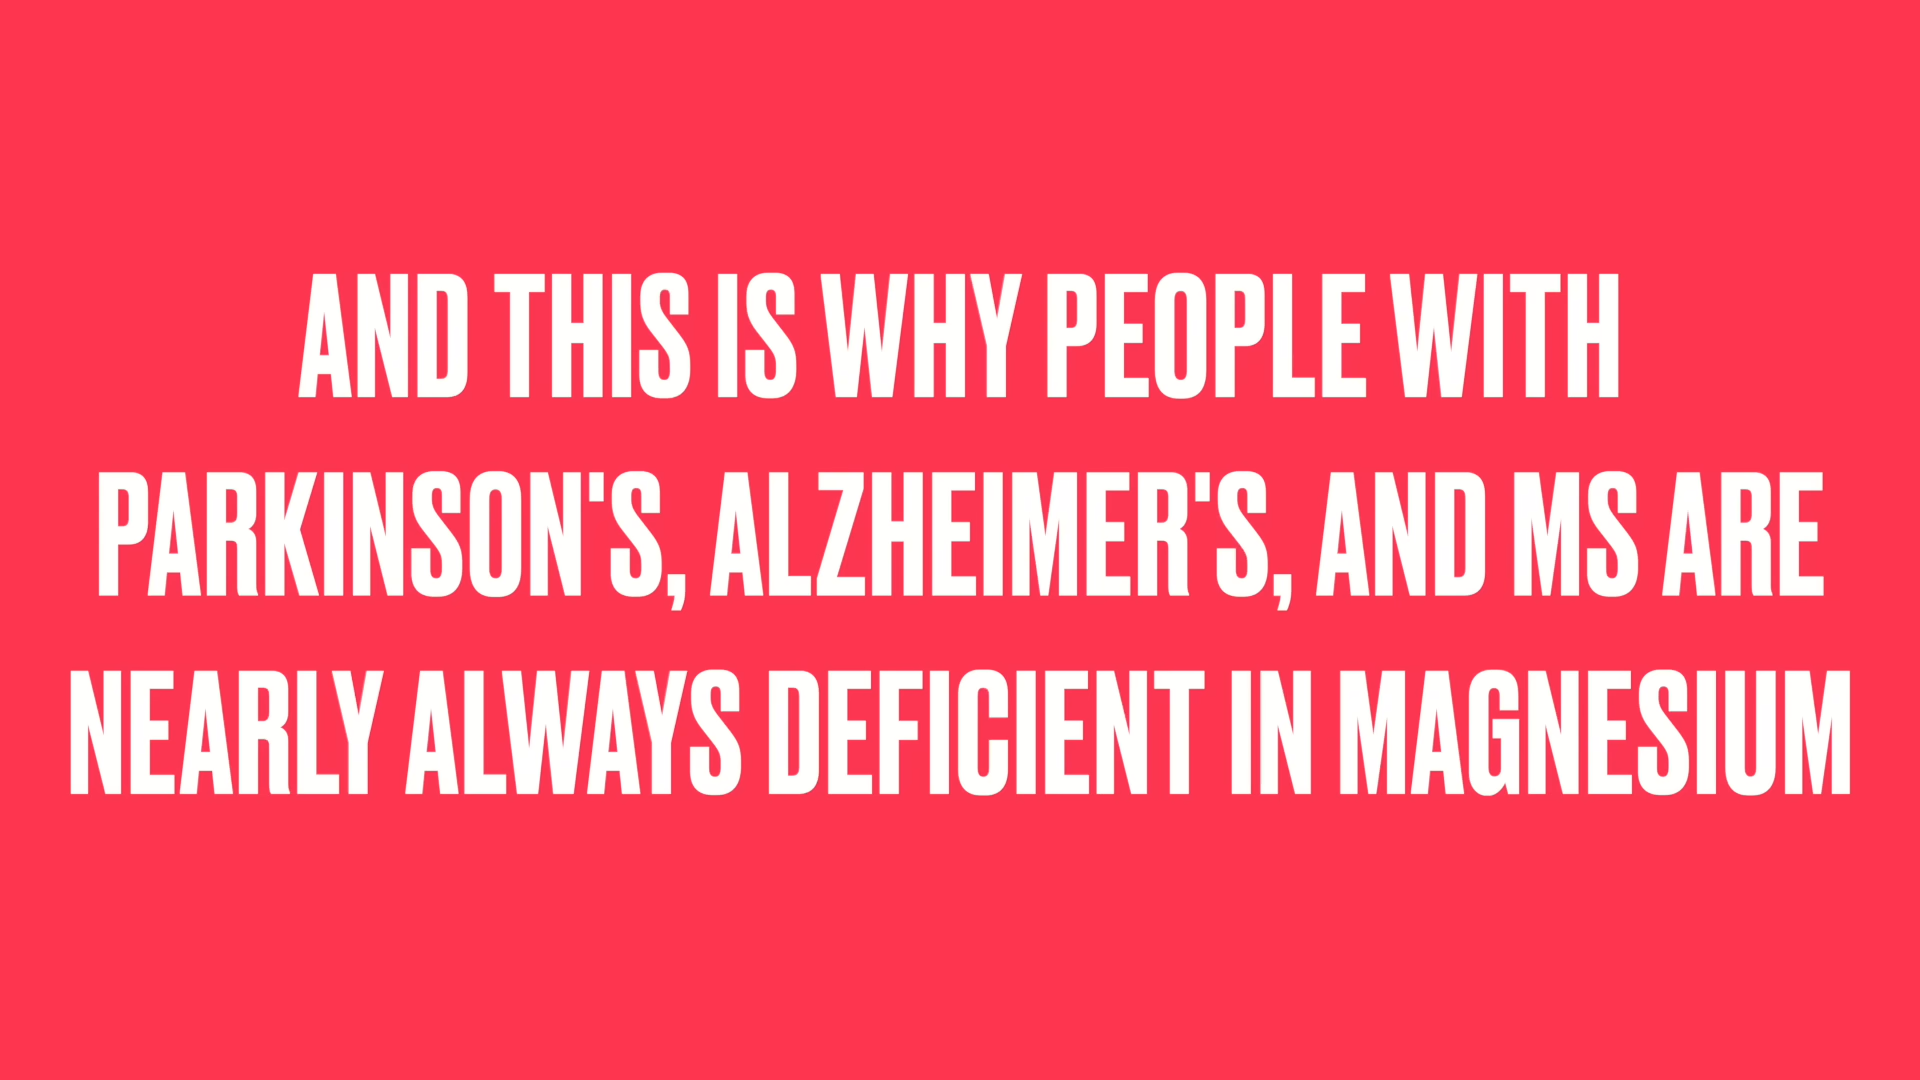 AND THIS IS WHY PEOPLE WITH
PARKINSON'S, ALZHEIMER'S, AND MS ARE
NEARLY ALWAYS DEFICIENT IN MAGNESIUM